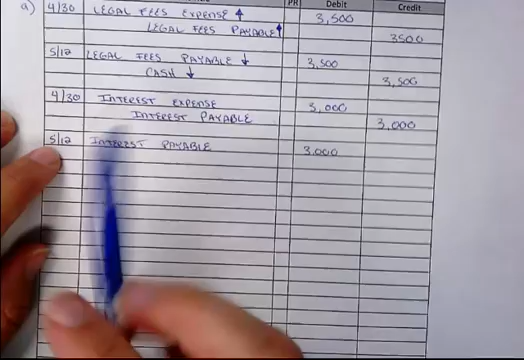 PR Debit Credit
a) 4/30 LEGAL FEES EXPENSE ↑ 3,500
LEGAL FEES PAYABLE ↑ 3500
5/12 LEGAL FEES PAYABLE ↓ 3,500
CASH ↓ 3,500
4/30 INTEREST EXPENSE 3,000
INTEREST PAYABLE 3,000
5/12 INTEREST PAYABLE 3,000